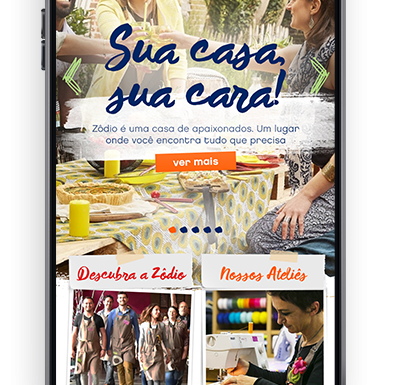 Sua casa,
sua cara!
Zôdio é uma casa de apaixonados. Um lugar
onde você encontra tudo que precisa
ver mais
Descubra a Zôdio
Nossos Ateliês